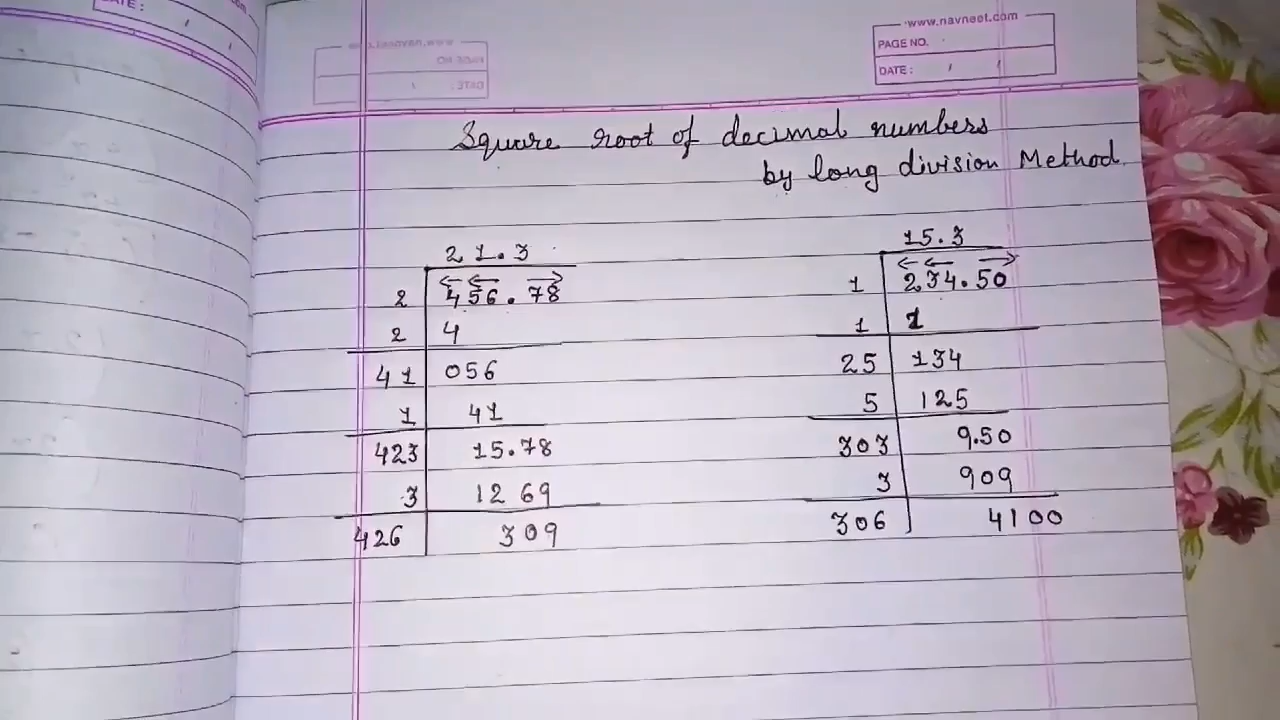 ATE:
www.navneet.com
PAGE NO.
DATE: / /
Square root of decimal numbers
by long division Method
21.3
2 456.78
2 4
41 056
1 41
423 15.78
3 12 69
426 309
15.3
1 234.50
1 1
25 134
5 125
303 9.50
3 909
306 4100